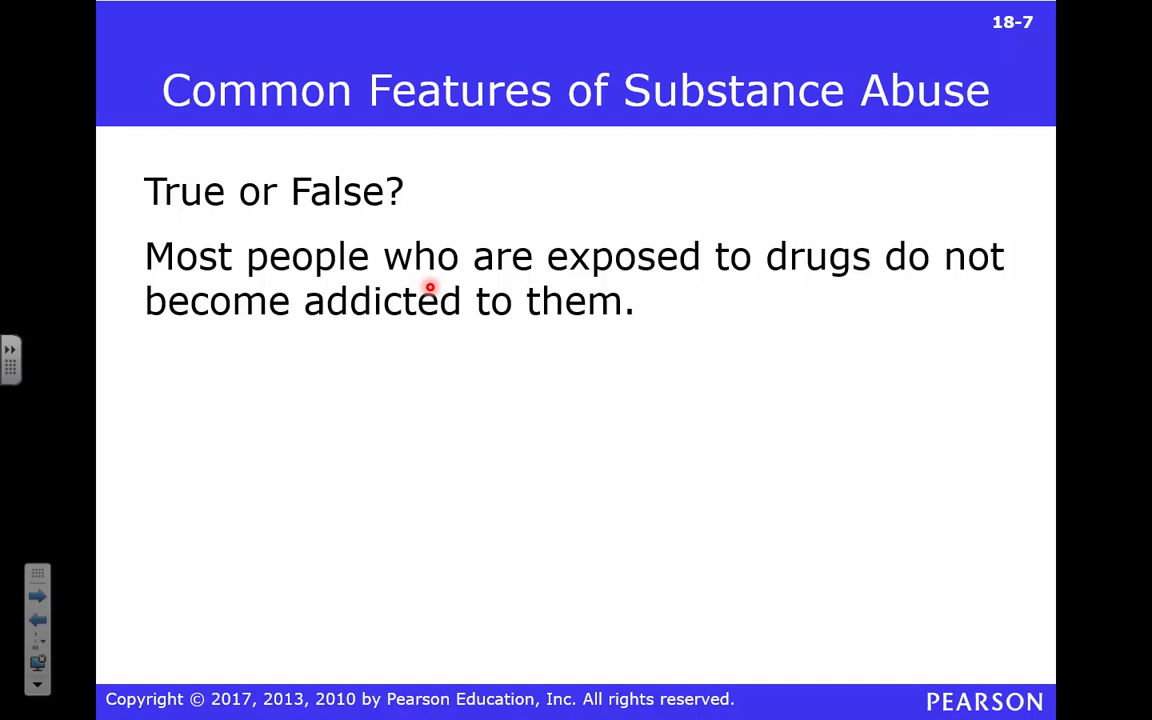 18-7
Common Features of Substance Abuse
True or False?
Most people who are exposed to drugs do not
become addicted to them.
Copyright © 2017, 2013, 2010 by Pearson Education, Inc. All rights reserved.
PEARSON